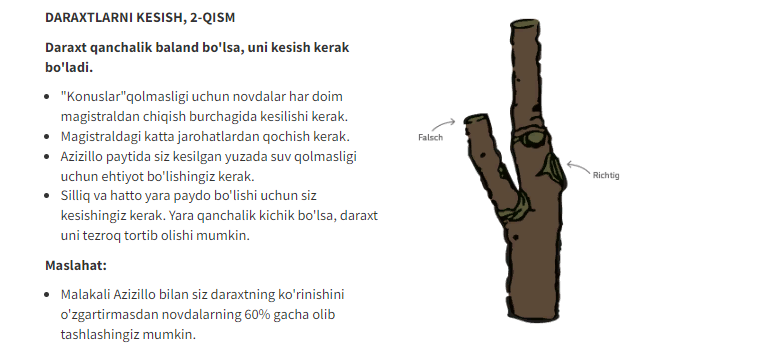 DARAXTLARNI KESISH, 2-QISM
Daraxt qanchalik baland bo'lsa, uni kesish kerak
bo'ladi.
"Konuslar"qolmasligi uchun novdalar har doim
magistraldan chiqish burchagida kesilishi kerak.
Magistraldagi katta jarohatlardan qochish kerak.
Azizillo paytida siz kesilgan yuzada suv qolmasligi
uchun ehtiyot bo'lishingiz kerak.
Silliq va hatto yara paydo bo'lishi uchun siz
kesishingiz kerak. Yara qanchalik kichik bo'lsa, daraxt
uni tezroq tortib olishi mumkin.
Maslahat:
Malakali Azizillo bilan siz daraxtning ko'rinishini
o'zgartirmasdan novdalarning 60% gacha olib
tashlashingiz mumkin.
Falsch
Richtig